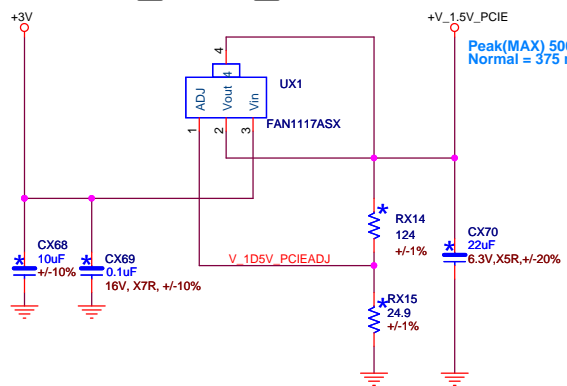 +3V
+V_1.5V_PCIE
Peak(MAX)
Normal = 375
4
4
UX1
ADJ
Vout
Vin
FAN1117ASX
1
2
3
RX14
124
+/-1%
CX68
10uF
+/-10%
CX69
0.1uF
16V, X7R, +/-10%
V_1D5V_PCIEADJ
CX70
22uF
6.3V,X5R,+/-20%
RX15
24.9
+/-1%